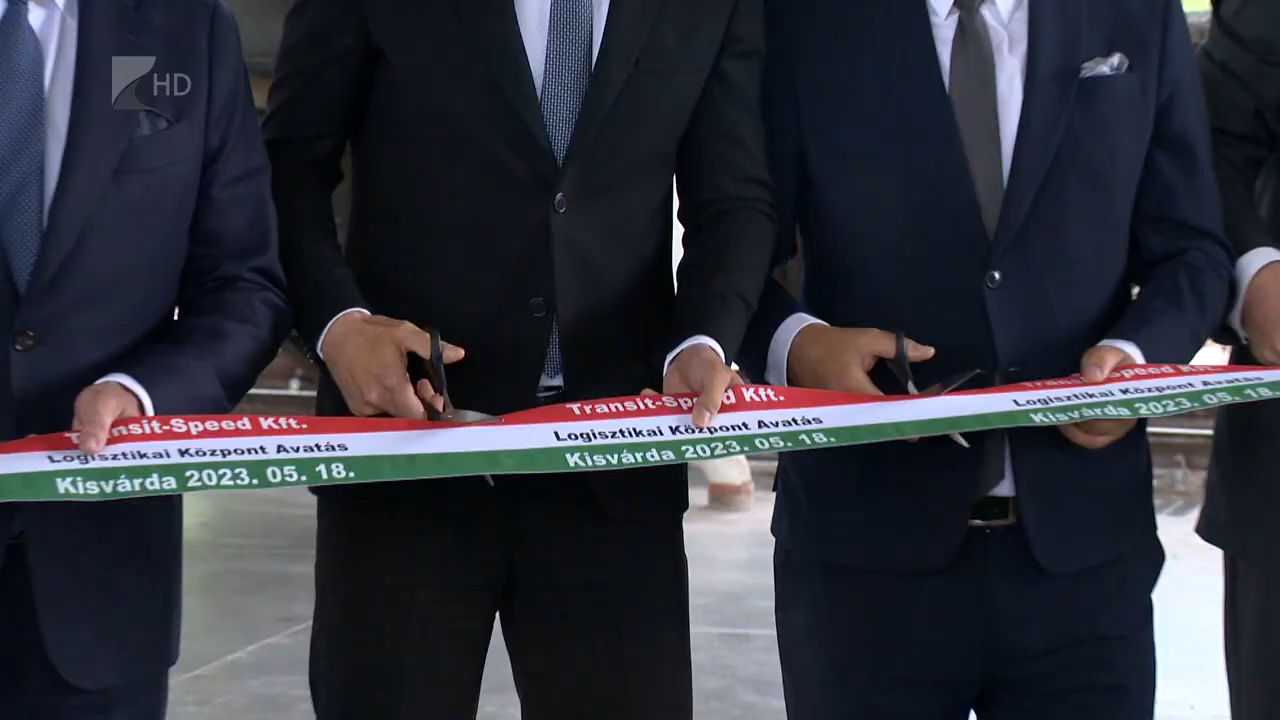 HD
Transit-Speed Kft.
Logisztikai Központ Avatás
Kisvárda 2023. 05. 18.
Transit-Speed Kft.
Logisztikai Központ Avatás
Kisvárda 2023. 05. 18.
Transit-Speed Kft.
Logisztikai Központ Avatás
Kisvárda 2023. 05. 18.